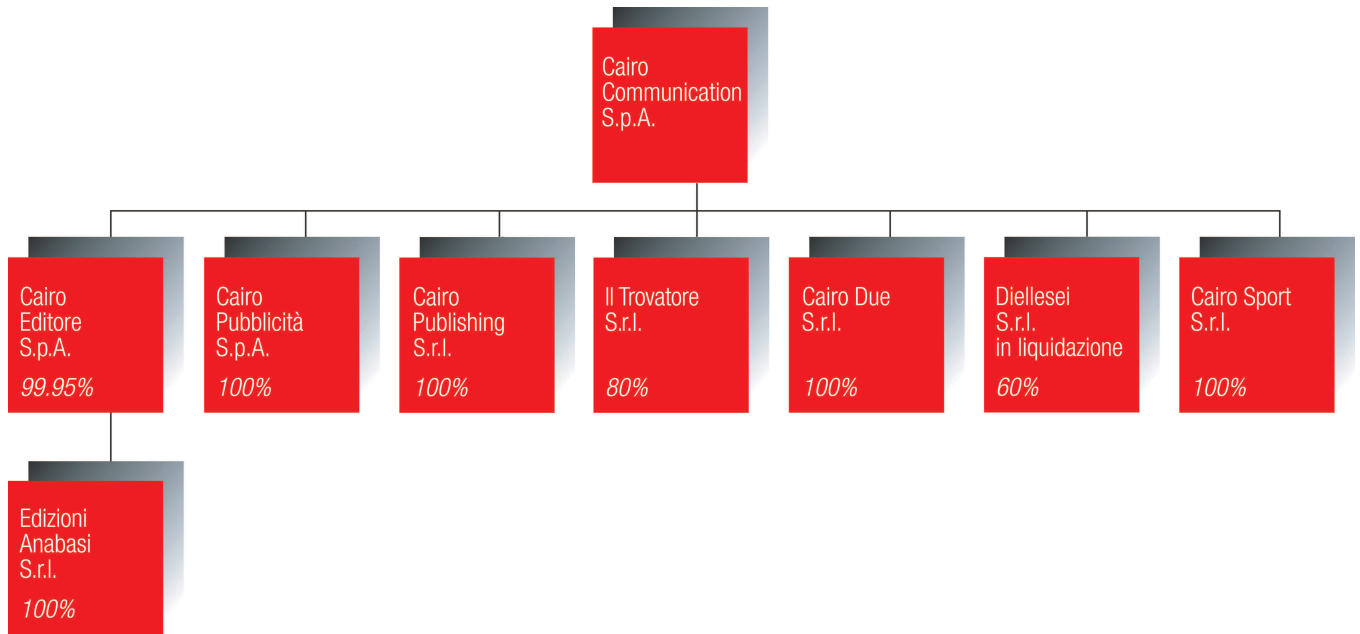 Cairo
Communication
S.p.A.
Cairo
Editore
S.p.A.
99.95%
Cairo
Pubblicità
S.p.A.
100%
Cairo
Publishing
S.r.l.
100%
Il Trovatore
S.r.l.
80%
Cairo Due
S.r.l.
100%
Diellesei
S.r.l.
in liquidazione
60%
Cairo Sport
S.r.l.
100%
Edizioni
Anabasi
S.r.l.
100%